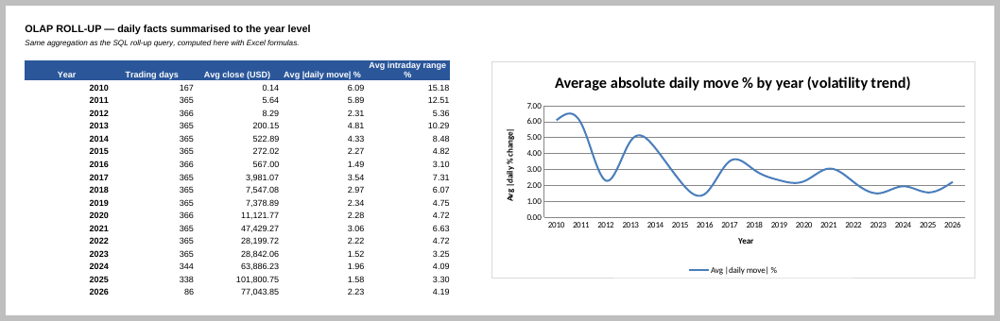 OLAP ROLL-UP — daily facts summarised to the year level
Same aggregation as the SQL roll-up query, computed here with Excel formulas.
Year Trading days Avg close (USD) Avg |daily move| % Avg intraday range %
2010 167 0.14 6.09 15.18
2011 365 5.64 5.89 12.51
2012 366 8.29 2.31 5.36
2013 365 200.15 4.81 10.29
2014 365 522.89 4.33 8.48
2015 365 272.02 2.27 4.82
2016 366 567.00 1.49 3.10
2017 365 3,981.07 3.54 7.31
2018 365 7,547.08 2.97 6.07
2019 365 7,378.89 2.34 4.75
2020 366 11,121.77 2.28 4.72
2021 365 47,429.27 3.06 6.63
2022 365 28,199.72 2.22 4.72
2023 365 28,842.06 1.52 3.25
2024 344 63,886.23 1.96 4.09
2025 338 101,800.75 1.58 3.30
2026 86 77,043.85 2.23 4.19
Average absolute daily move % by year (volatility trend)
Avg |daily % change|
7.00
6.00
5.00
4.00
3.00
2.00
1.00
0.00
2010 2011 2012 2013 2014 2015 2016 2017 2018 2019 2020 2021 2022 2023 2024 2025 2026
Year
Avg |daily move| %